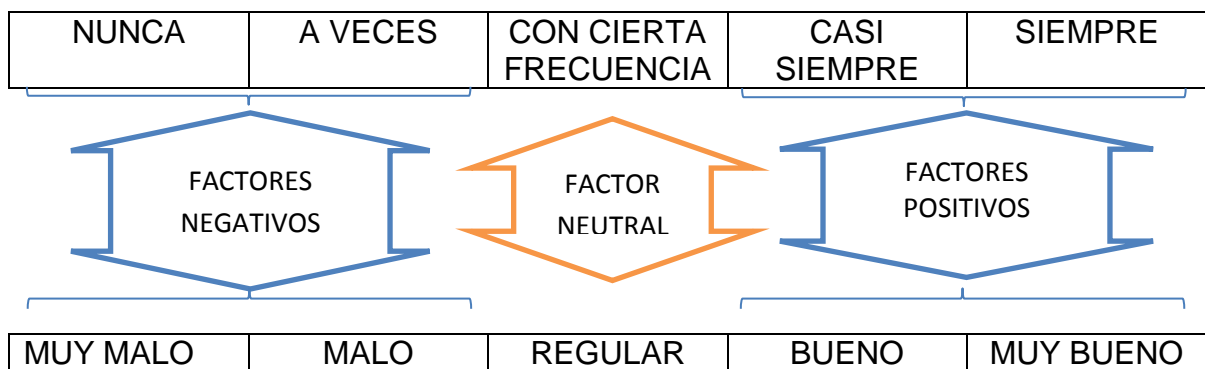 NUNCA A VECES CON CIERTA FRECUENCIA CASI SIEMPRE SIEMPRE
FACTORES
NEGATIVOS
FACTOR
NEUTRAL
FACTORES
POSITIVOS
MUY MALO MALO REGULAR BUENO MUY BUENO